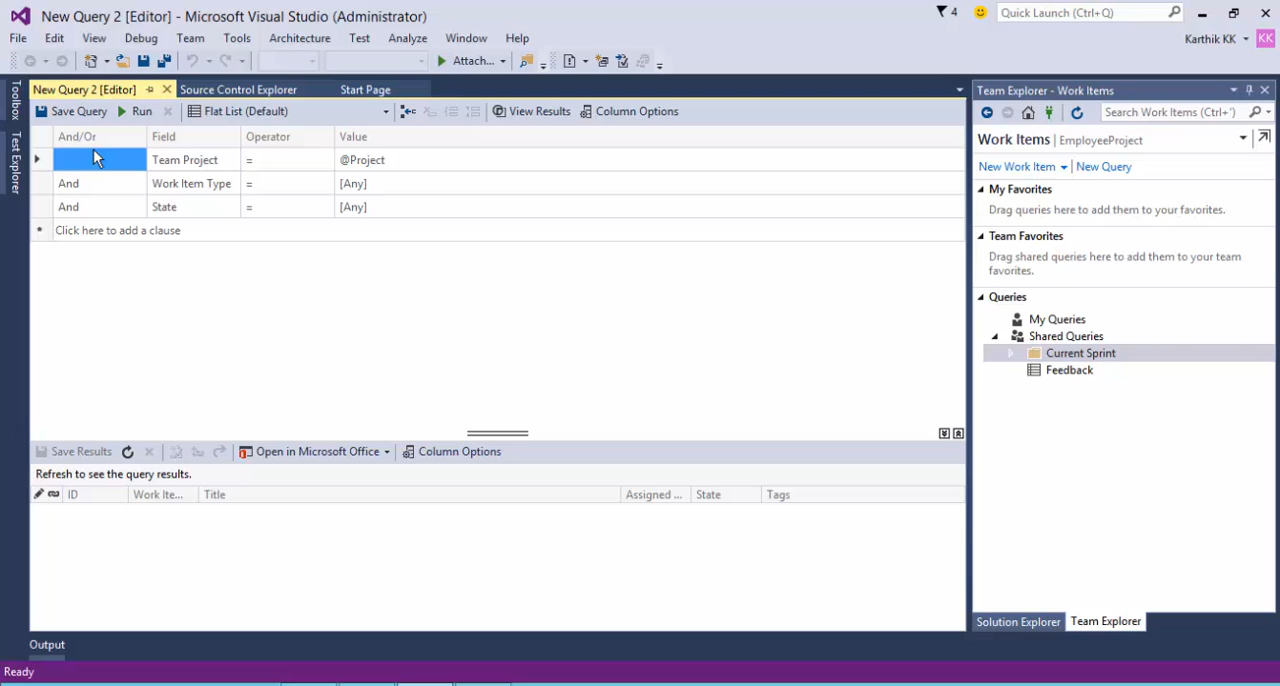 New Query 2 [Editor] - Microsoft Visual Studio (Administrator)
4
Quick Launch (Ctrl+Q)
File Edit View Debug Team Tools Architecture Test Analyze Window Help
Karthik KK KK
Attach...
Toolbox
Test Explorer
New Query 2 [Editor] Source Control Explorer Start Page
Save Query Run Flat List (Default) View Results Column Options
And/Or Field Operator Value
Team Project = @Project
And Work Item Type = [Any]
And State = [Any]
* Click here to add a clause
Save Results Open in Microsoft Office Column Options
Refresh to see the query results.
ID Work Ite... Title Assigned ... State Tags
Team Explorer - Work Items
Search Work Items (Ctrl+')
Work Items | EmployeeProject
New Work Item | New Query
My Favorites
Drag queries here to add them to your favorites.
Team Favorites
Drag shared queries here to add them to your team
favorites.
Queries
My Queries
Shared Queries
Current Sprint
Feedback
Solution Explorer Team Explorer
Output
Ready